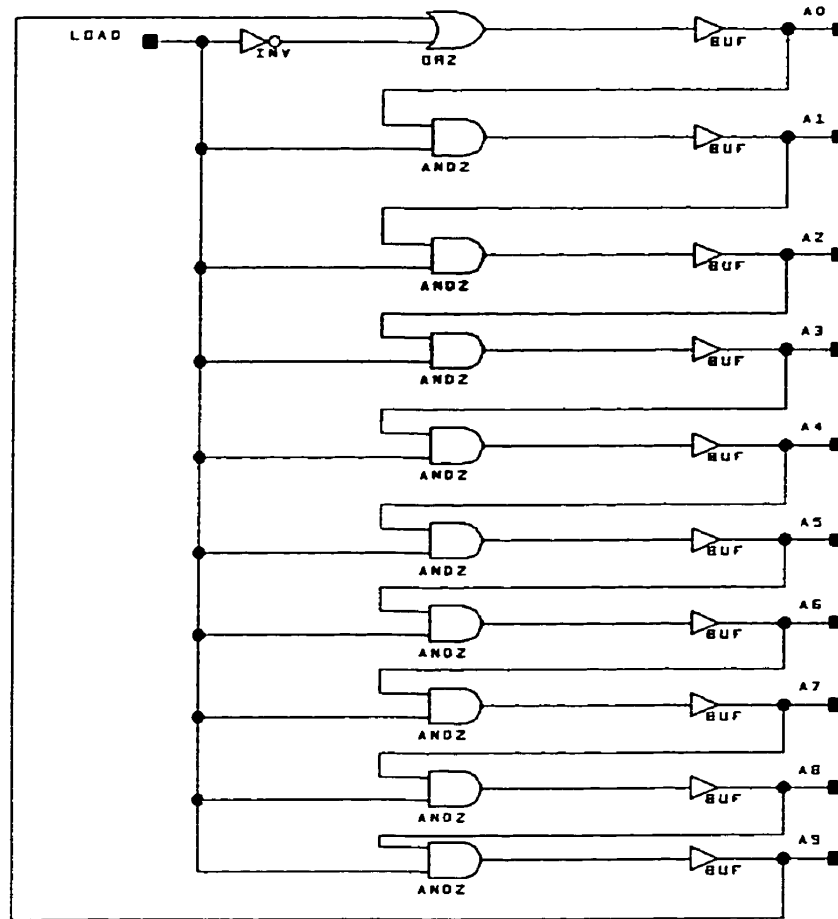 A0
LOAD
INV
OR2
BUF
A1
AND2
BUF
A2
AND2
BUF
A3
AND2
BUF
A4
AND2
BUF
A5
AND2
BUF
A6
AND2
BUF
A7
AND2
BUF
A8
AND2
BUF
A9
AND2
BUF